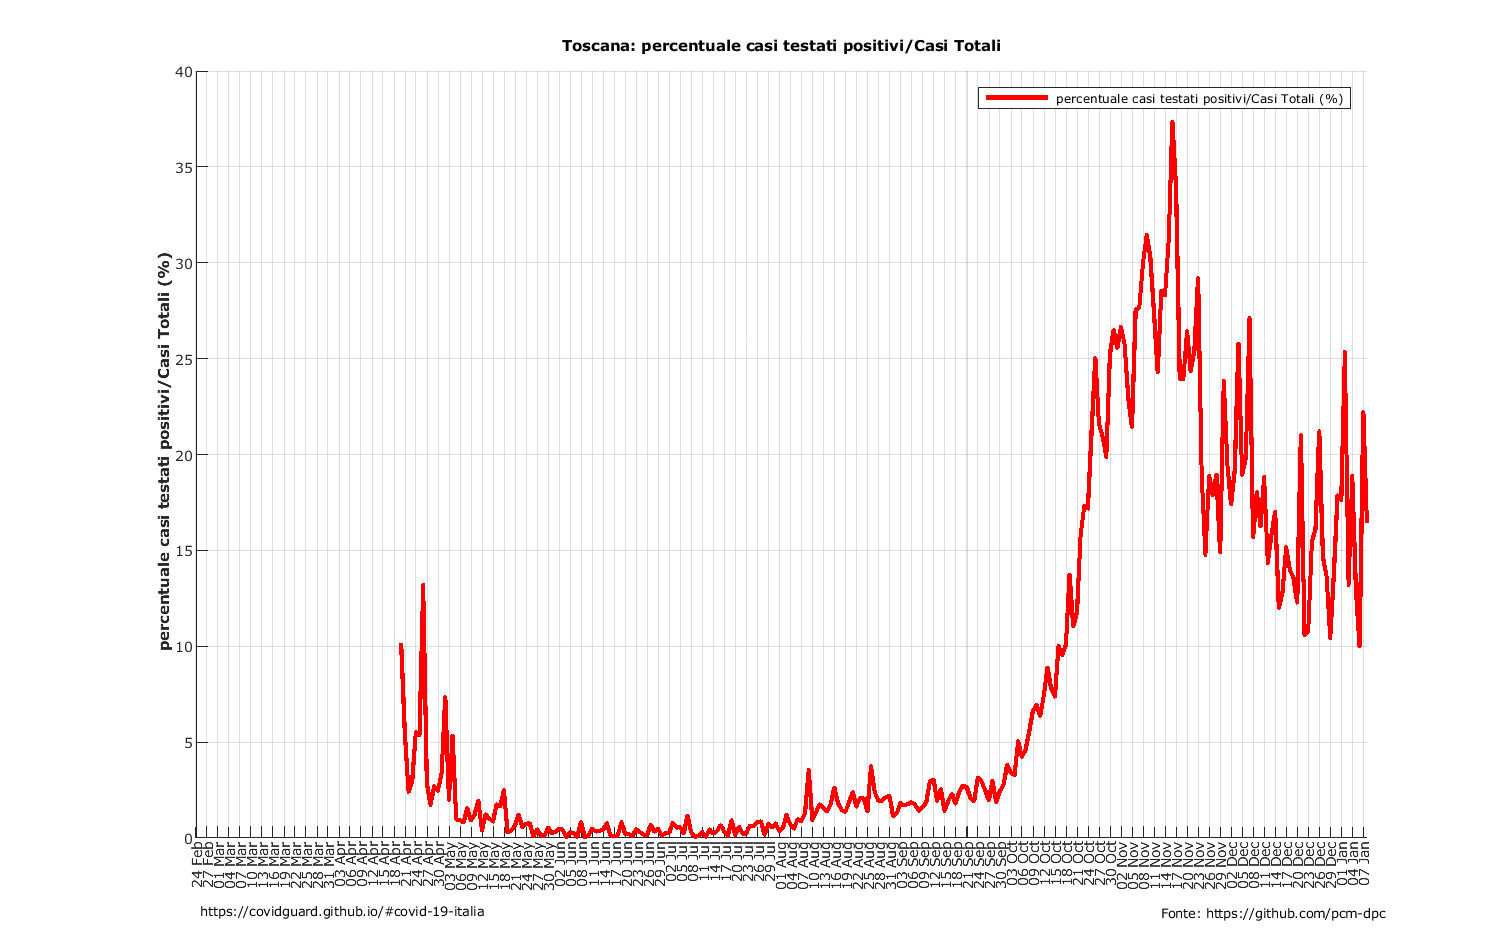 Toscana: percentuale casi testati positivi/Casi Totali
percentuale casi testati positivi/Casi Totali (%)
percentuale casi testati positivi/Casi Totali (%)
40
35
30
25
20
15
10
5
0
24 Feb
27 Feb
01 Mar
04 Mar
07 Mar
10 Mar
13 Mar
16 Mar
19 Mar
22 Mar
25 Mar
28 Mar
31 Mar
03 Apr
06 Apr
09 Apr
12 Apr
15 Apr
18 Apr
21 Apr
24 Apr
27 Apr
30 Apr
03 May
06 May
09 May
12 May
15 May
18 May
21 May
24 May
27 May
30 May
02 Jun
05 Jun
08 Jun
11 Jun
14 Jun
17 Jun
20 Jun
23 Jun
26 Jun
29 Jun
02 Jul
05 Jul
08 Jul
11 Jul
14 Jul
17 Jul
20 Jul
23 Jul
26 Jul
29 Jul
01 Aug
04 Aug
07 Aug
10 Aug
13 Aug
16 Aug
19 Aug
22 Aug
25 Aug
28 Aug
31 Aug
03 Sep
06 Sep
09 Sep
12 Sep
15 Sep
18 Sep
21 Sep
24 Sep
27 Sep
30 Sep
03 Oct
06 Oct
09 Oct
12 Oct
15 Oct
18 Oct
21 Oct
24 Oct
27 Oct
30 Oct
02 Nov
05 Nov
08 Nov
11 Nov
14 Nov
17 Nov
20 Nov
23 Nov
26 Nov
29 Nov
02 Dec
05 Dec
08 Dec
11 Dec
14 Dec
17 Dec
20 Dec
23 Dec
26 Dec
29 Dec
01 Jan
04 Jan
07 Jan
https://covidguard.github.io/#covid-19-italia
Fonte: https://github.com/pcm-dpc